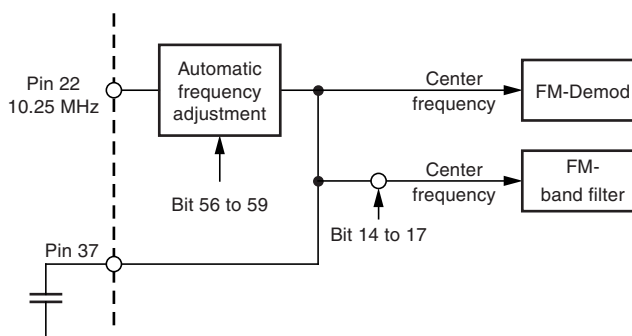 Pin 22
10.25 MHz
Automatic
frequency
adjustment
Center
frequency
FM-Demod
Bit 56 to 59
Center
frequency
FM-
band filter
Bit 14 to 17
Pin 37